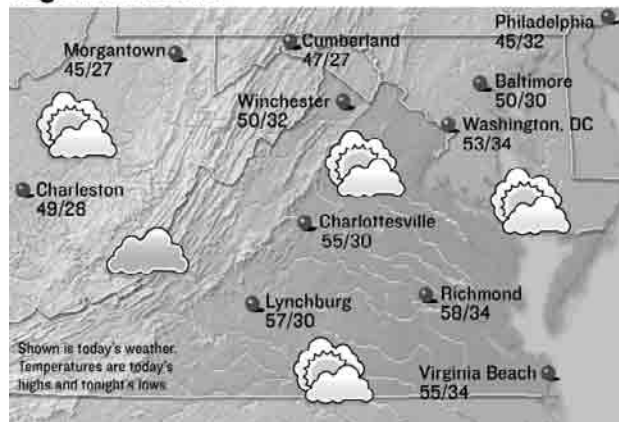 Philadelphia
45/32
Morgantown
45/27
Cumberland
47/27
Baltimore
50/30
Winchester
50/32
Washington, DC
53/34
Charleston
49/28
Charlottesville
55/30
Lynchburg
57/30
Richmond
58/34
Shown is today's weather.
Temperatures are today's
highs and tonight's lows.
Virginia Beach
55/34